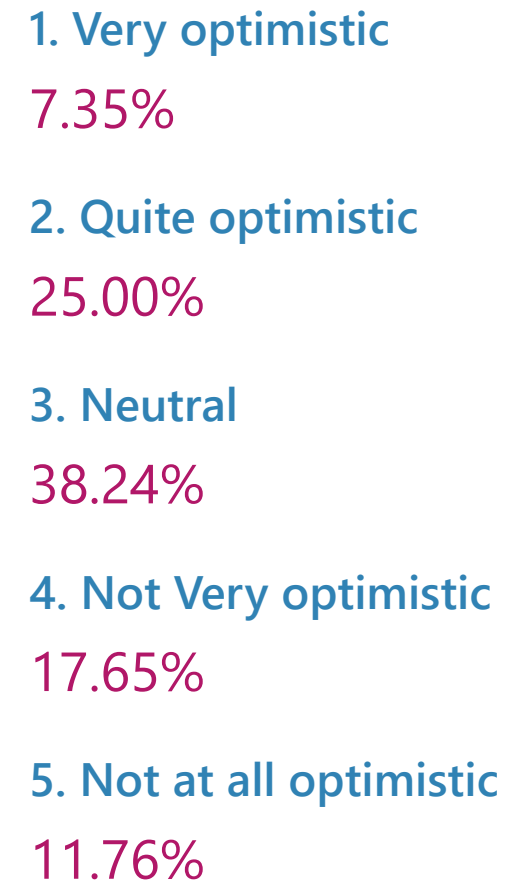 1. Very optimistic
7.35%
2. Quite optimistic
25.00%
3. Neutral
38.24%
4. Not Very optimistic
17.65%
5. Not at all optimistic
11.76%